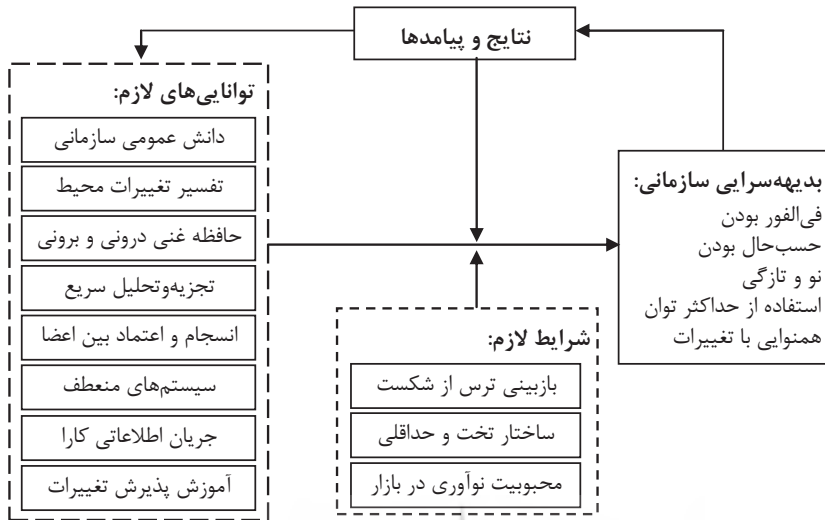 نتایج و پیامدها
توانایی‌های لازم:
دانش عمومی سازمانی
تفسیر تغییرات محیط
حافظه غنی درونی و برونی
تجزیه‌وتحلیل سریع
انسجام و اعتماد بین اعضا
سیستم‌های منعطف
جریان اطلاعاتی کارا
آموزش پذیرش تغییرات
بدیهه‌سرایی سازمانی:
فی‌الفور بودن
حسب‌حال بودن
نو و تازگی
استفاده از حداکثر توان
همنوایی با تغییرات
شرایط لازم:
بازبینی ترس از شکست
ساختار تخت و حداقلی
محبوبیت نوآوری در بازار